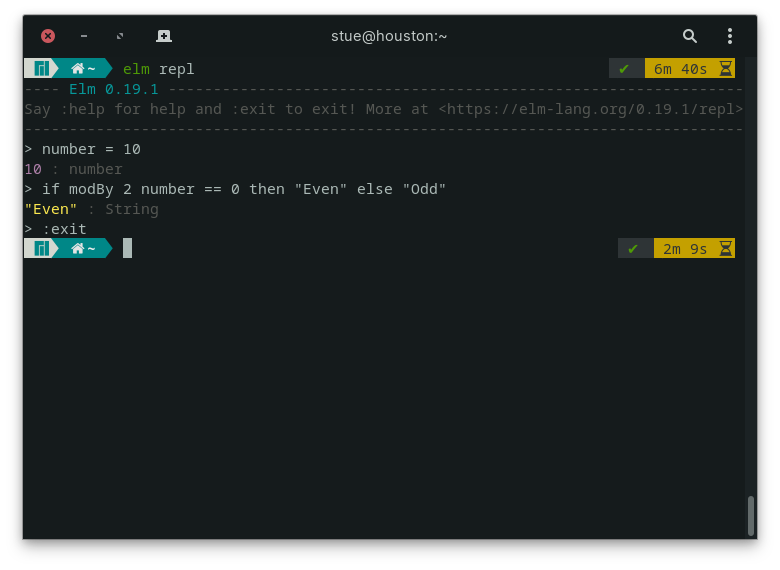 stue@houston:~
~ elm repl ✔ 6m 40s
---- Elm 0.19.1 ----------------------------------------------------------------
Say :help for help and :exit to exit! More at <https://elm-lang.org/0.19.1/repl>
--------------------------------------------------------------------------------
> number = 10
10 : number
> if modBy 2 number == 0 then "Even" else "Odd"
"Even" : String
> :exit
~ ✔ 2m 9s